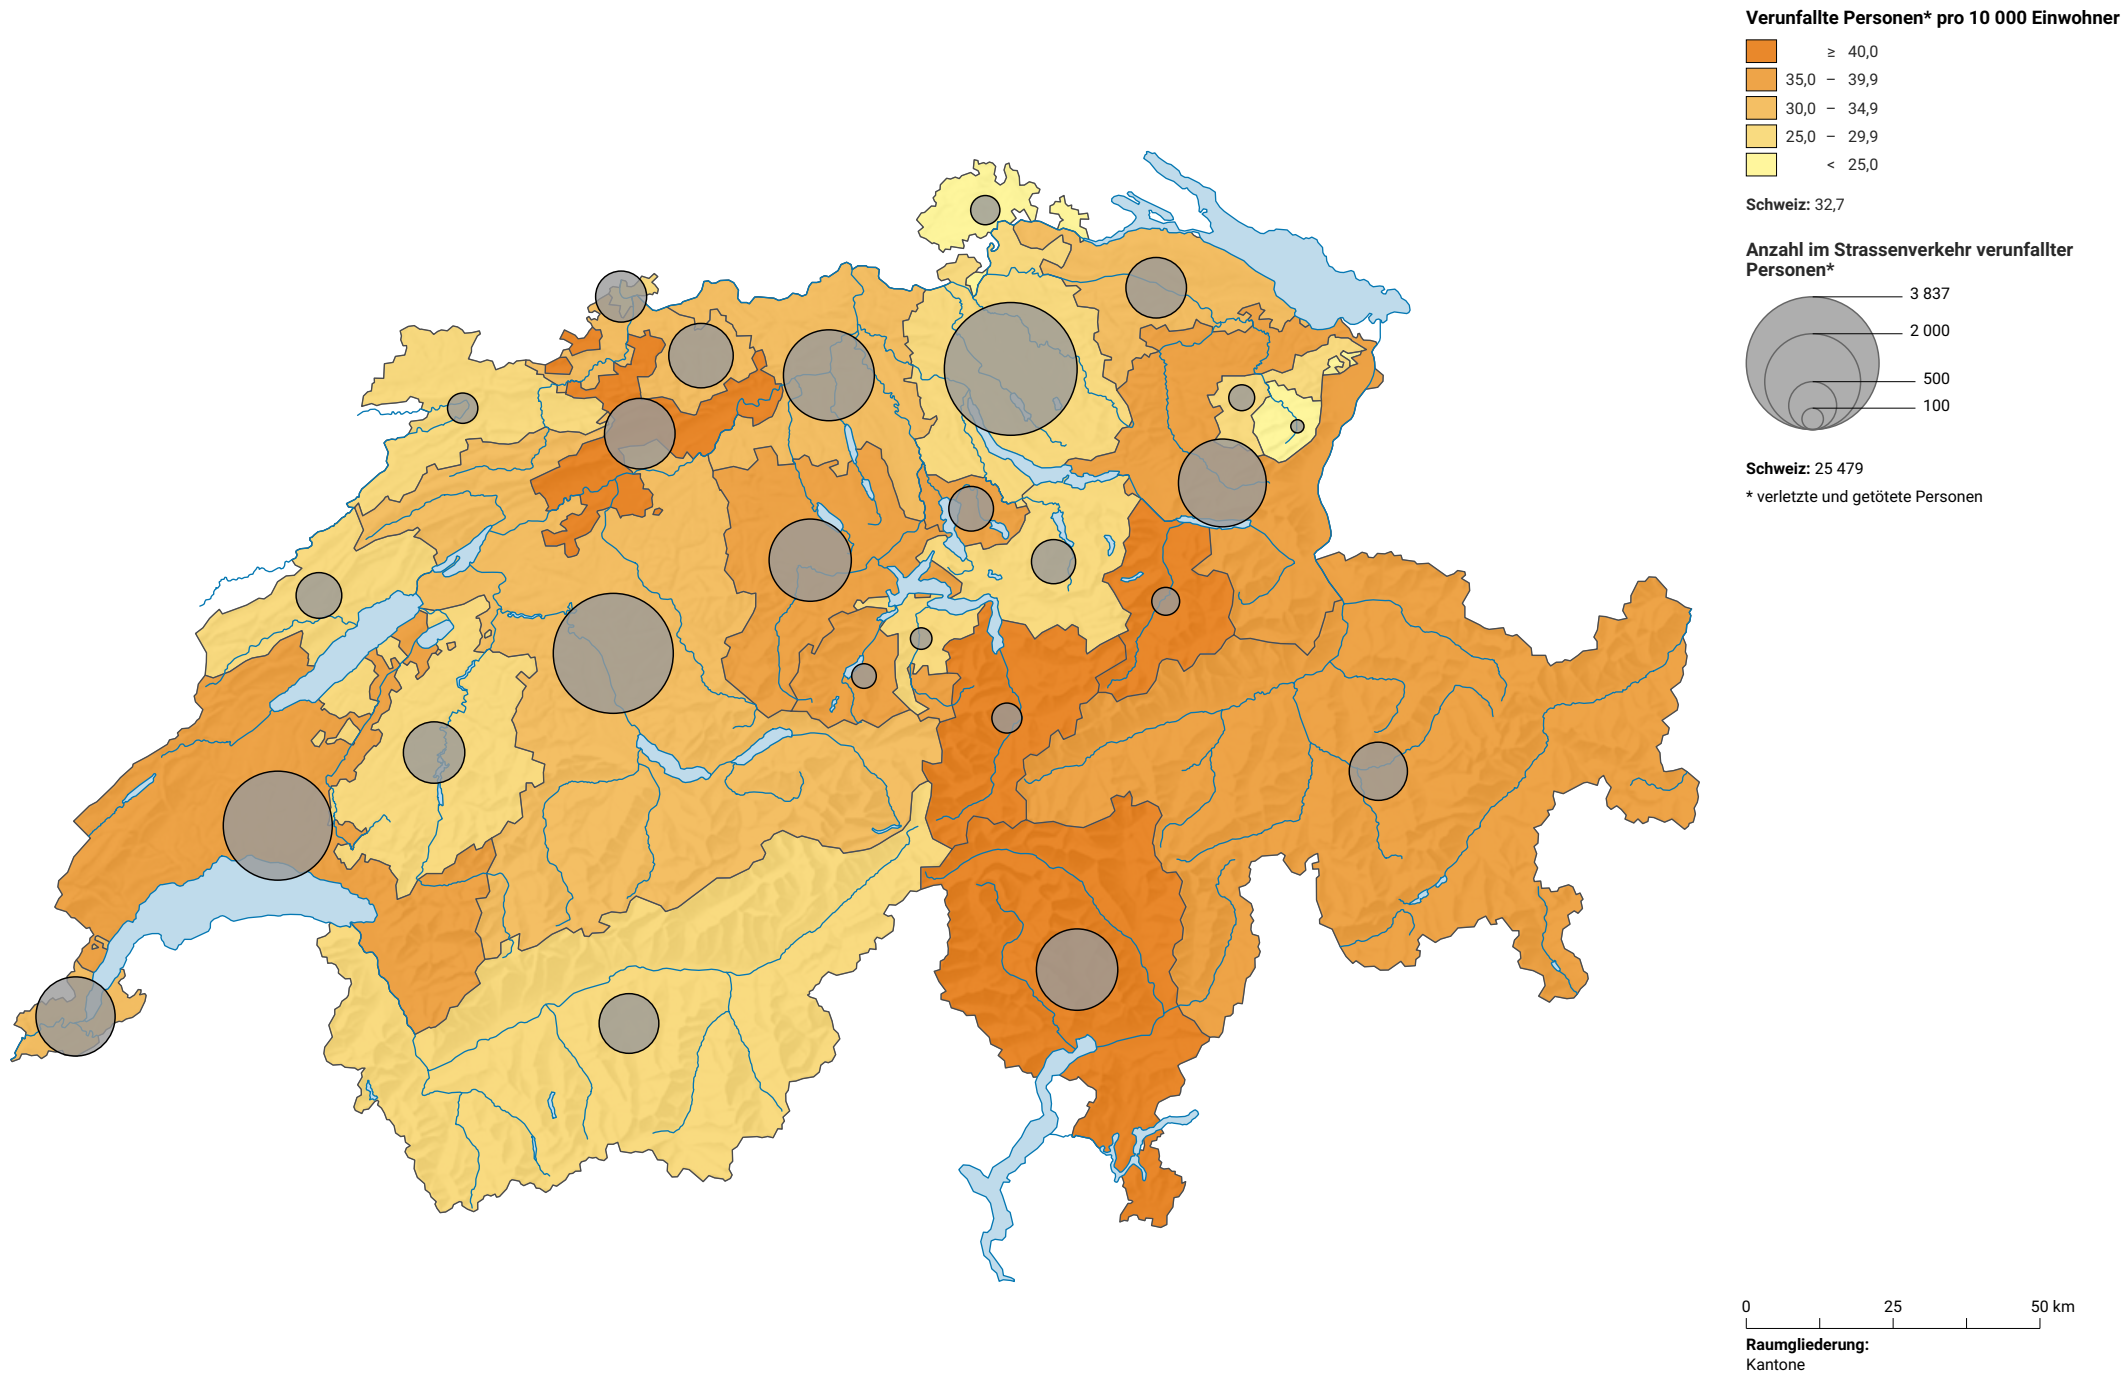 Verunfallte Personen* pro 10 000 Einwohner
≥ 40,0
35,0 – 39,9
30,0 – 34,9
25,0 – 29,9
< 25,0
Schweiz: 32,7
Anzahl im Strassenverkehr verunfallter
Personen*
3 837
2 000
500
100
Schweiz: 25 479
* verletzte und getötete Personen
0 25 50 km
Raumgliederung:
Kantone